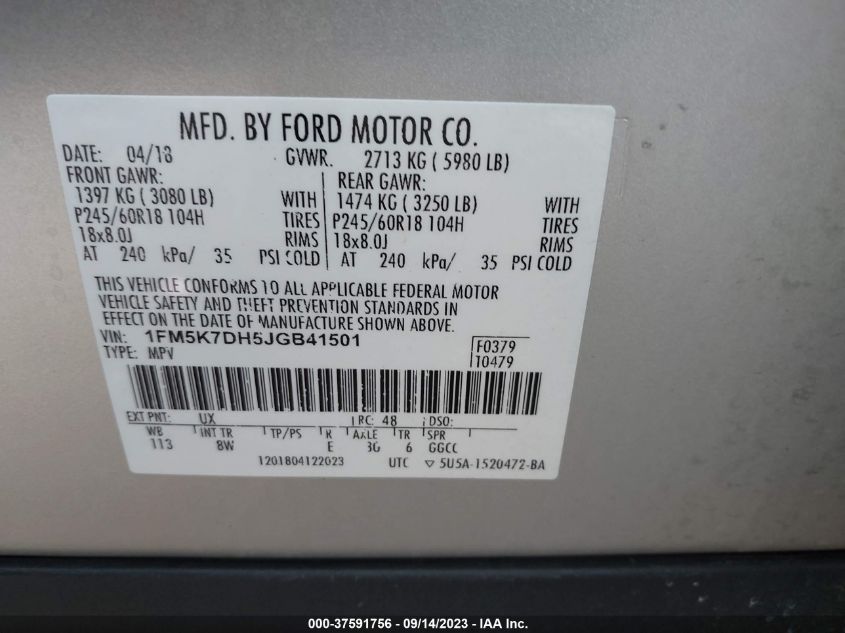 MFD. BY FORD MOTOR CO.
DATE: 04/18 GVWR. 2713 KG ( 5980 LB)
FRONT GAWR: REAR GAWR:
1397 KG ( 3080 LB) WITH 1474 KG ( 3250 LB) WITH
P245/60R18 104H TIRES P245/60R18 104H TIRES
18x8.0J RIMS 18x8.0J RIMS
AT 240 kPa/ 35 PSI COLD AT 240 kPa/ 35 PSI COLD
THIS VEHICLE CONFORMS TO ALL APPLICABLE FEDERAL MOTOR
VEHICLE SAFETY AND THEFT PREVENTION STANDARDS IN
EFFECT ON THE DATE OF MANUFACTURE SHOWN ABOVE.
VIN: 1FM5K7DH5JGB41501 F0379
TYPE: MPV 10479
EXT PNT: UX RC: 48 DSO:
WB INT TR TP/PS R AXLE TR SPR
113 8W E 3G 6 GGCC
1201804122023 UTC ▽ 5U5A-1520472-BA
000-37591756 - 09/14/2023 - IAA Inc.